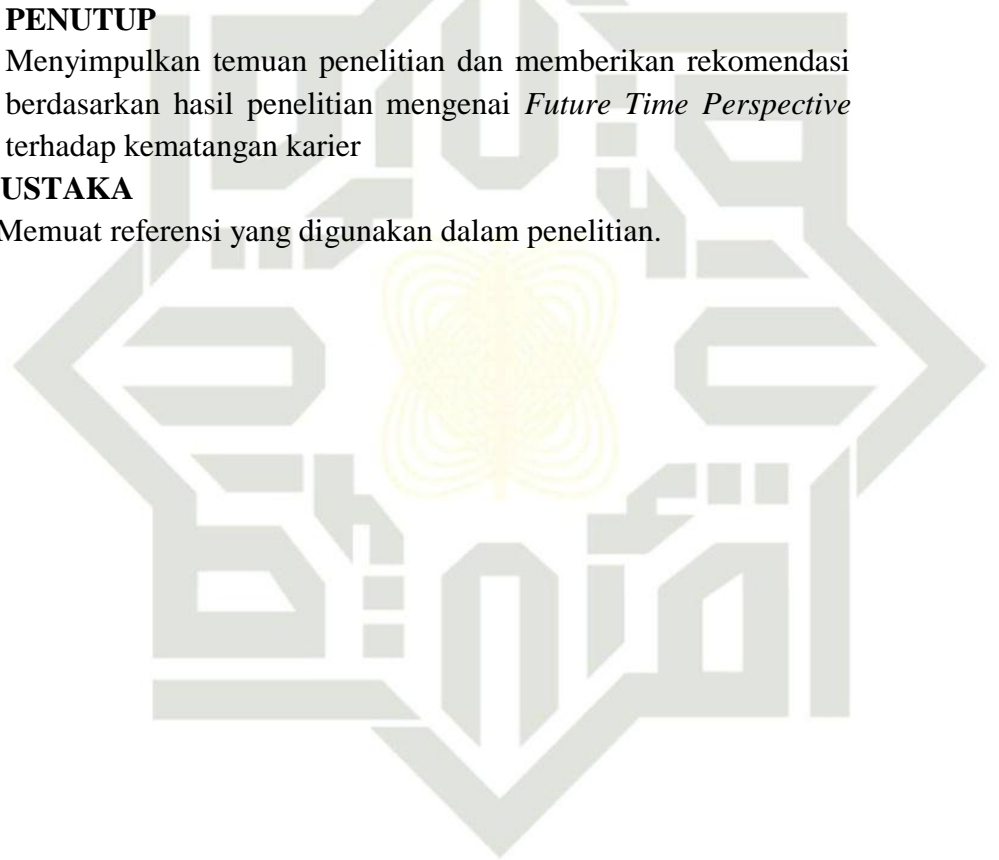 PENUTUP
Menyimpulkan temuan penelitian dan memberikan rekomendasi
berdasarkan hasil penelitian mengenai Future Time Perspective
terhadap kematangan karier
USTAKA
Memuat referensi yang digunakan dalam penelitian.